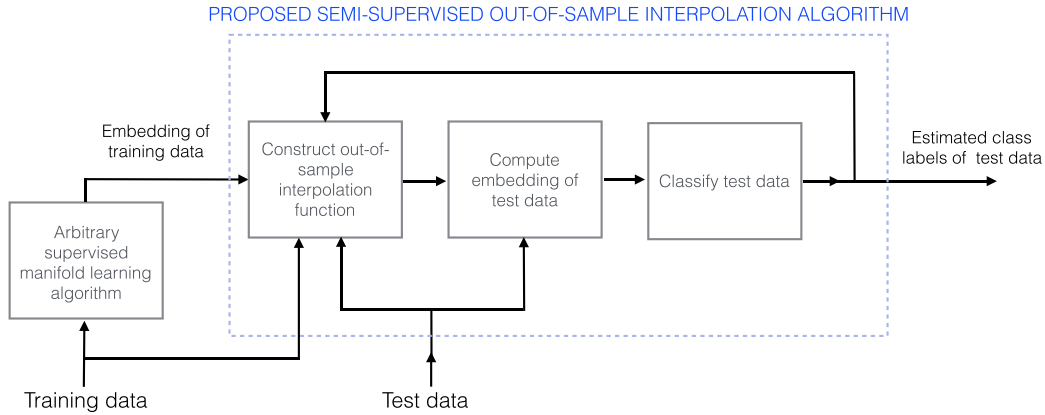 PROPOSED SEMI-SUPERVISED OUT-OF-SAMPLE INTERPOLATION ALGORITHM
Embedding of
training data
Construct out-of-
sample
interpolation
function
Compute
embedding of
test data
Classify test data
Estimated class
labels of test data
Arbitrary
supervised
manifold learning
algorithm
Training data
Test data